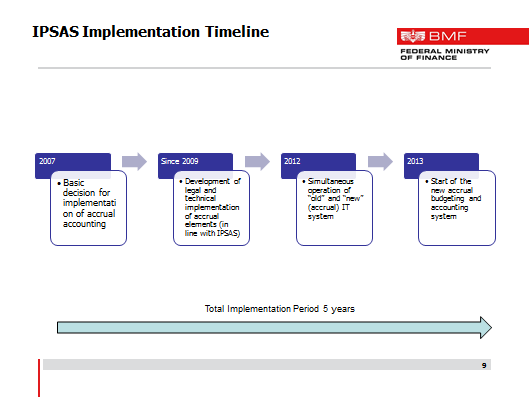 IPSAS Implementation Timeline
BMF
FEDERAL MINISTRY
OF FINANCE
2007
• Basic
decision for
implementati
on of accrual
accounting
Since 2009
• Development of
legal and
technical
implementation
of accrual
elements (in
line with IPSAS)
2012
• Simultaneous
operation of
"old" and "new"
(accrual) IT
system
2013
• Start of the
new accrual
budgeting and
accounting
system
Total Implementation Period 5 years
9